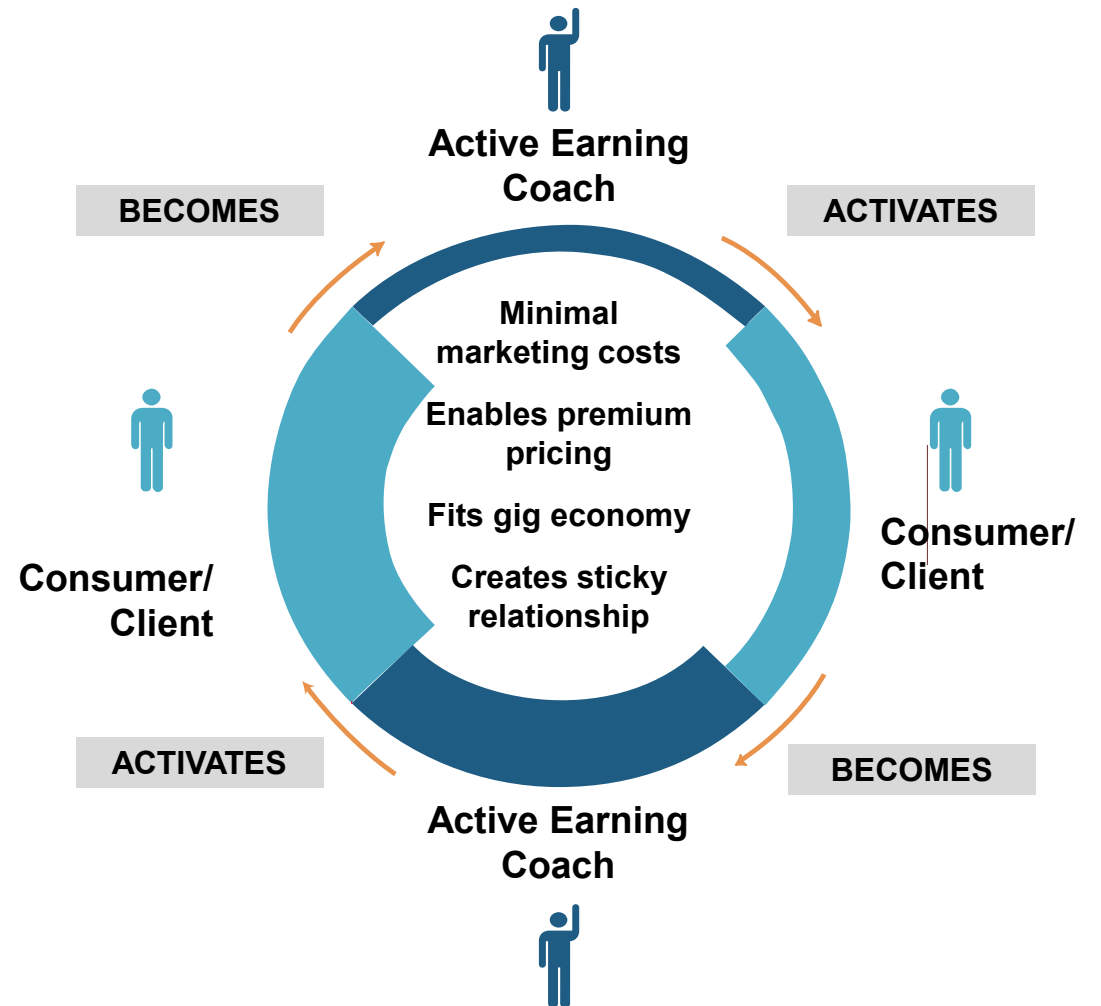 Active Earning
Coach
BECOMES
ACTIVATES
Minimal
marketing costs
Enables premium
pricing
Fits gig economy
Creates sticky
relationship
Consumer/
Client
Consumer/
Client
ACTIVATES
BECOMES
Active Earning
Coach